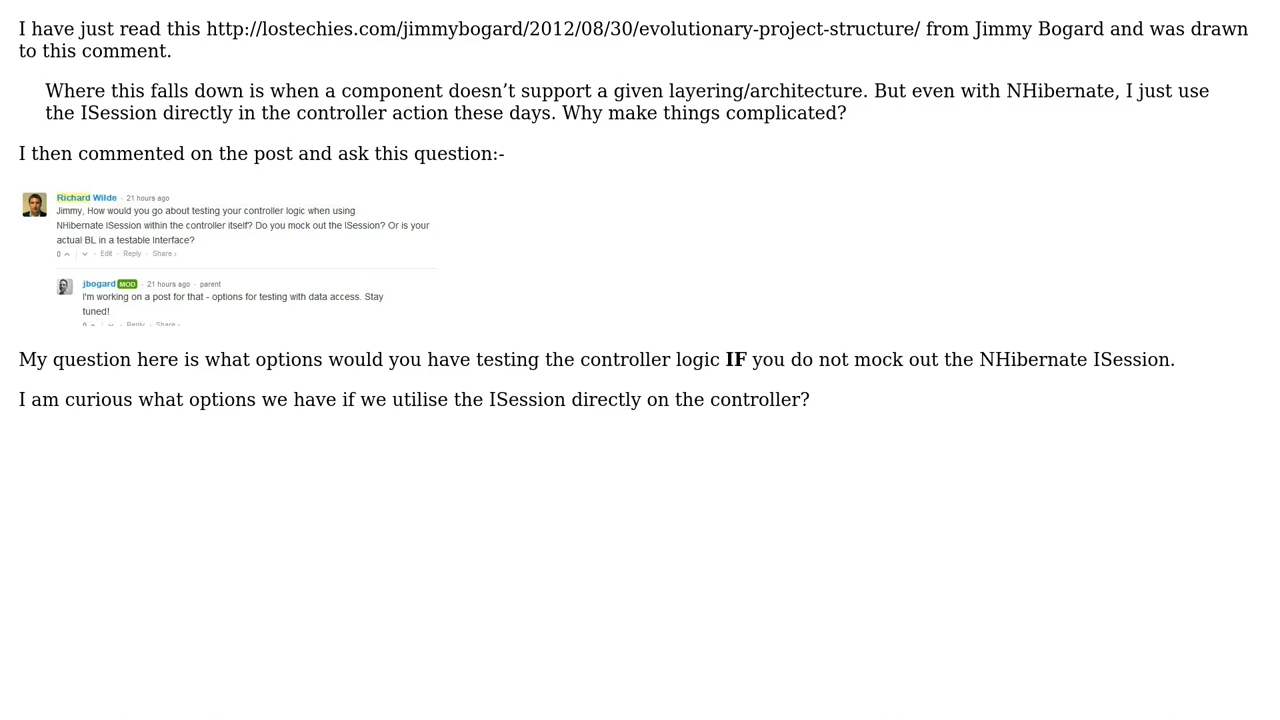 I have just read this http://lostechies.com/jimmybogard/2012/08/30/evolutionary-project-structure/ from Jimmy Bogard and was drawn
to this comment.
Where this falls down is when a component doesn’t support a given layering/architecture. But even with NHibernate, I just use
the ISession directly in the controller action these days. Why make things complicated?
I then commented on the post and ask this question:-
Richard Wilde · 21 hours ago
Jimmy, How would you go about testing your controller logic when using
NHibernate ISession within the controller itself? Do you mock out the ISession? Or is your
actual BL in a testable Interface?
0 · Edit · Reply · Share ›
jbogard MOD · 21 hours ago · parent
I'm working on a post for that - options for testing with data access. Stay
tuned!
0 · Reply · Share ›
My question here is what options would you have testing the controller logic IF you do not mock out the NHibernate ISession.
I am curious what options we have if we utilise the ISession directly on the controller?